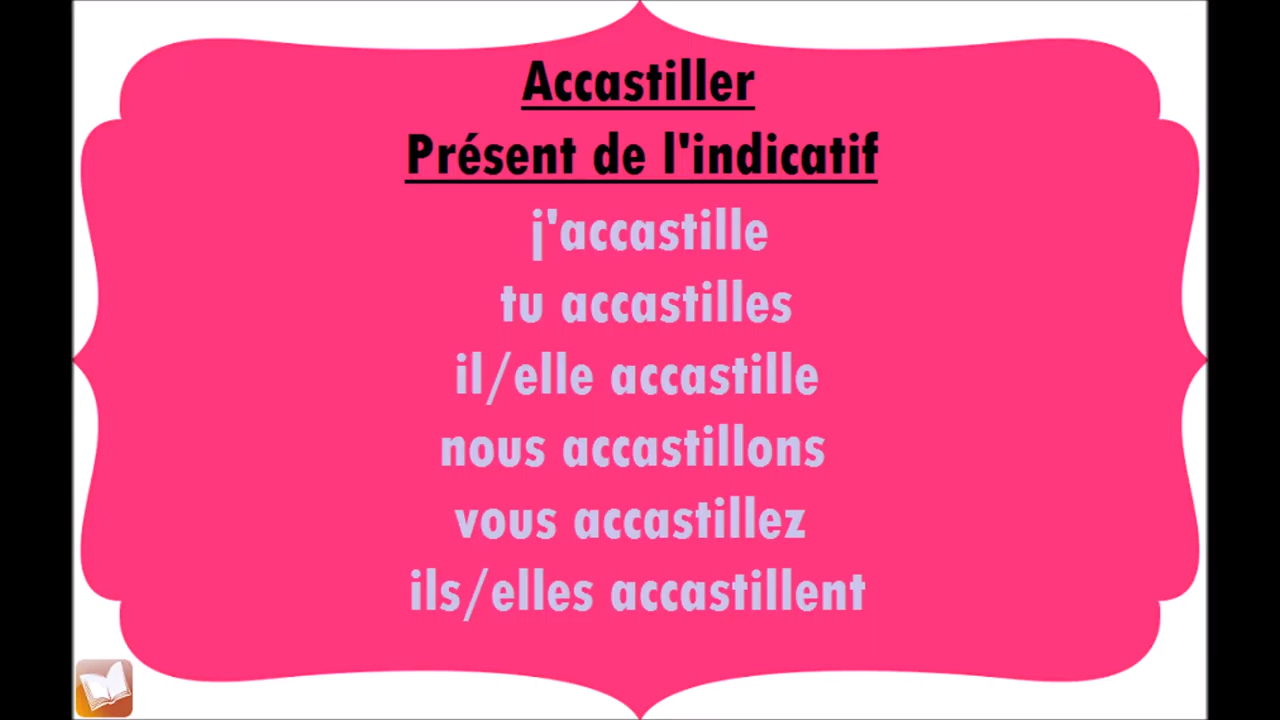 Accastiller
Présent de l'indicatif
j'accastille
tu accastilles
il/elle accastille
nous accastillons
vous accastillez
ils/elles accastillent